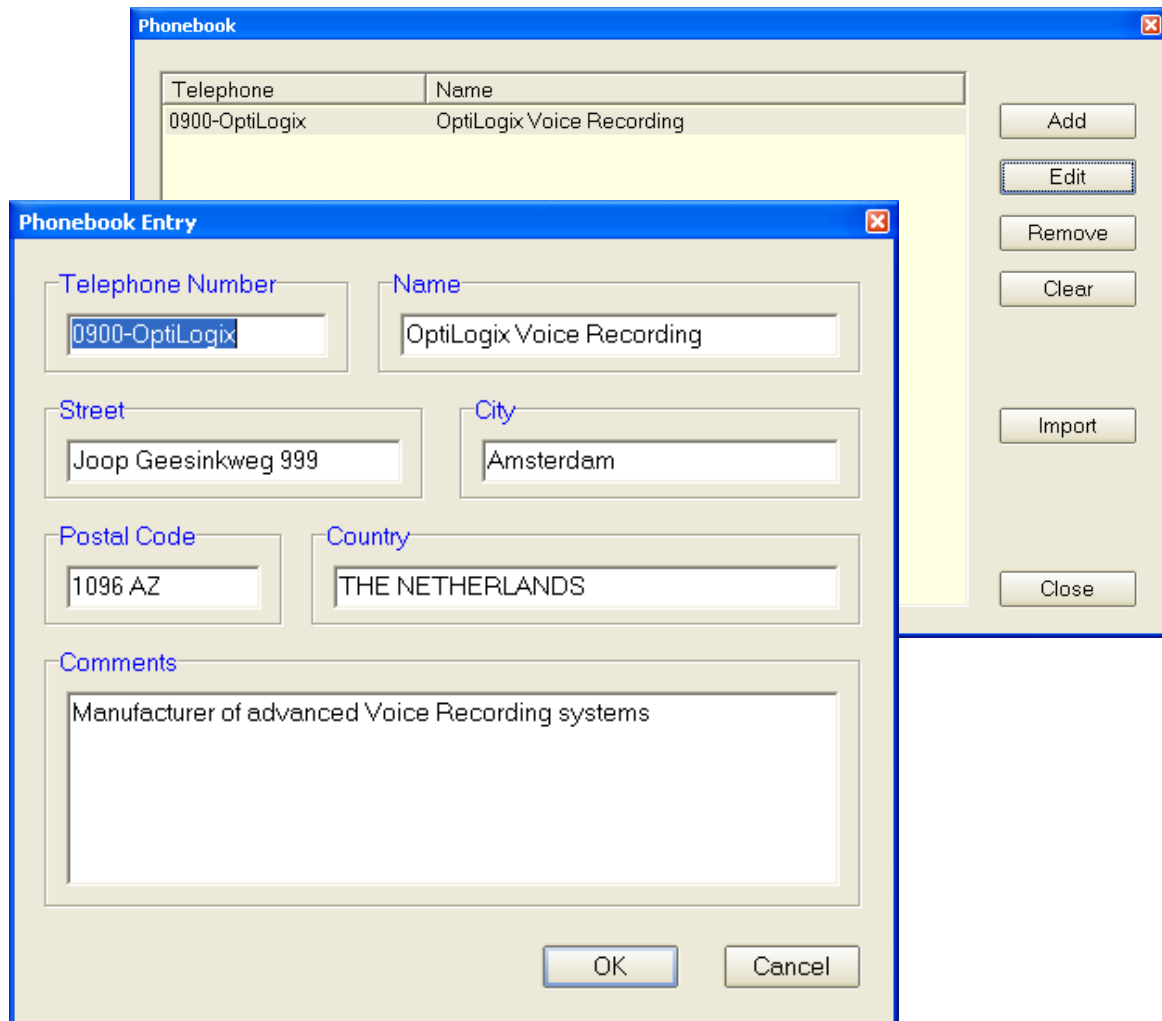 Phonebook
Telephone Name
0900-OptiLogix OptiLogix Voice Recording
Add
Edit
Remove
Clear
Import
Close
Phonebook Entry
Telephone Number Name
0900-OptiLogix OptiLogix Voice Recording
Street City
Joop Geesinkweg 999 Amsterdam
Postal Code Country
1096 AZ THE NETHERLANDS
Comments
Manufacturer of advanced Voice Recording systems
OK Cancel